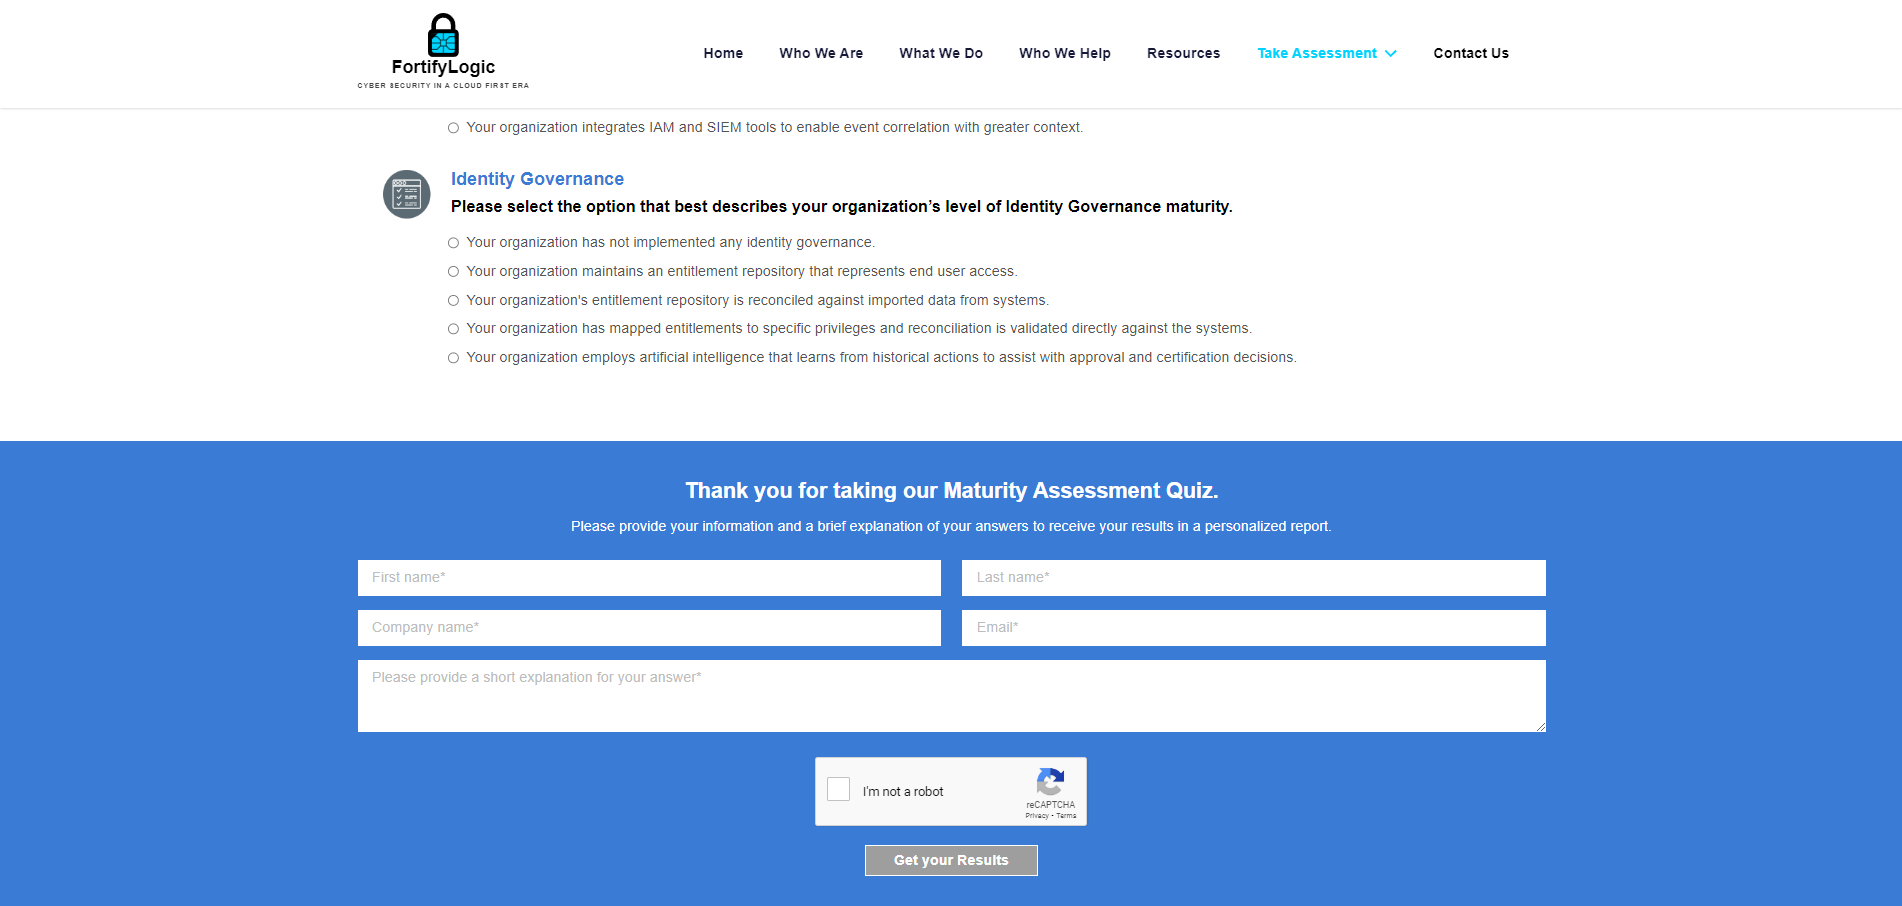 FortifyLogic
CYBER SECURITY IN A CLOUD FIRST ERA
Home Who We Are What We Do Who We Help Resources Take Assessment Contact Us
Your organization integrates IAM and SIEM tools to enable event correlation with greater context.
Identity Governance
Please select the option that best describes your organization’s level of Identity Governance maturity.
Your organization has not implemented any identity governance.
Your organization maintains an entitlement repository that represents end user access.
Your organization's entitlement repository is reconciled against imported data from systems.
Your organization has mapped entitlements to specific privileges and reconciliation is validated directly against the systems.
Your organization employs artificial intelligence that learns from historical actions to assist with approval and certification decisions.
Thank you for taking our Maturity Assessment Quiz.
Please provide your information and a brief explanation of your answers to receive your results in a personalized report.
First name* Last name*
Company name* Email*
Please provide a short explanation for your answer*
I'm not a robot
reCAPTCHA
Privacy - Terms
Get your Results